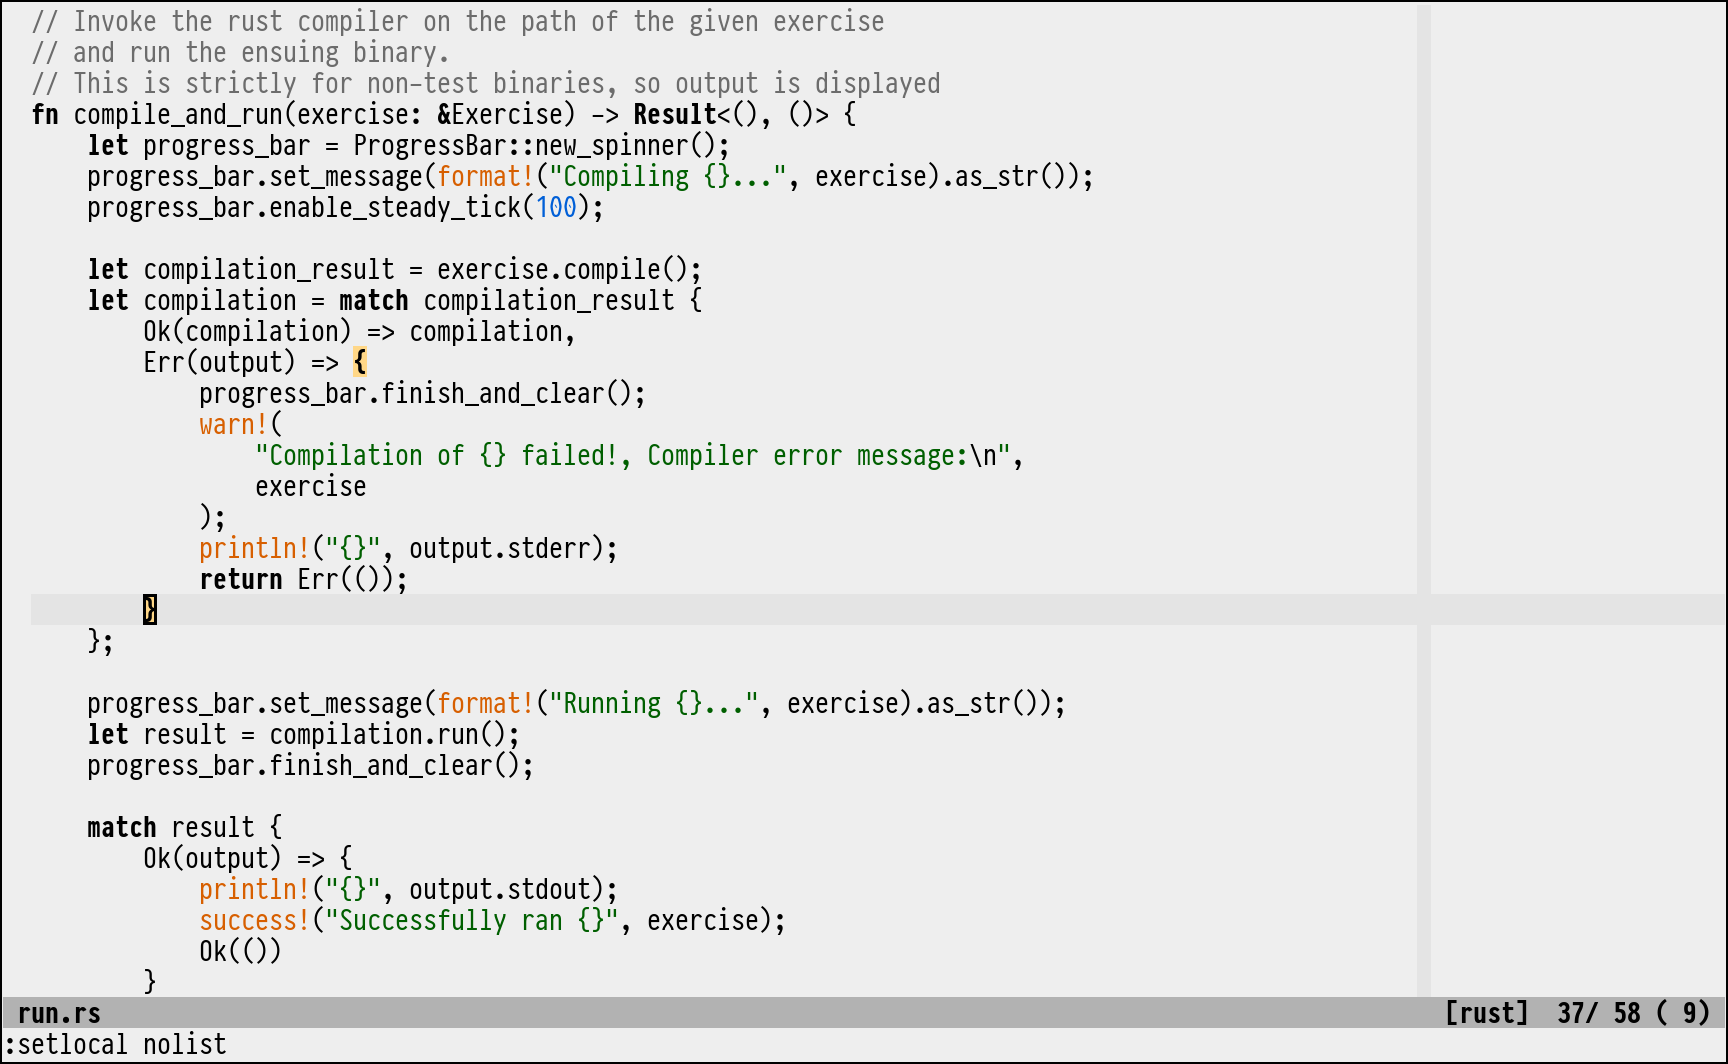 // Invoke the rust compiler on the path of the given exercise
// and run the ensuing binary.
// This is strictly for non-test binaries, so output is displayed
fn compile_and_run(exercise: &Exercise) -> Result<(), ()> {
    let progress_bar = ProgressBar::new_spinner();
    progress_bar.set_message(format!("Compiling {}...", exercise).as_str());
    progress_bar.enable_steady_tick(100);

    let compilation_result = exercise.compile();
    let compilation = match compilation_result {
        Ok(compilation) => compilation,
        Err(output) => {
            progress_bar.finish_and_clear();
            warn!(
                "Compilation of {} failed!, Compiler error message:\n",
                exercise
            );
            println!("{}", output.stderr);
            return Err(());
        }
    };

    progress_bar.set_message(format!("Running {}...", exercise).as_str());
    let result = compilation.run();
    progress_bar.finish_and_clear();

    match result {
        Ok(output) => {
            println!("{}", output.stdout);
            success!("Successfully ran {}", exercise);
            Ok(())
        }
run.rs [rust]  37/ 58 ( 9)
:setlocal nolist